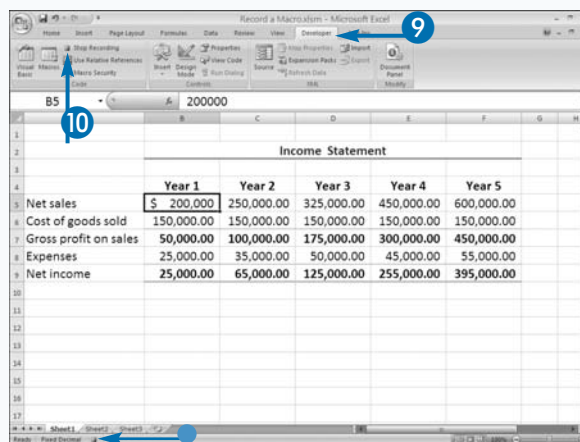 Record a Macro.xlsm - Microsoft Excel
Home Insert Page Layout Formulas Data Review View Developer
9
Stop Recording Properties Map Properties Import
Visual Basic Macros Use Relative References Insert Design Mode View Code Source Expansion Packs Export Document Panel
Macro Security Run Dialog Refresh Data
Code Controls XML Modify
10
B5 fx 200000
A B C D E F G H
1
2 Income Statement
3
4 Year 1 Year 2 Year 3 Year 4 Year 5
5 Net sales $ 200,000 250,000.00 325,000.00 450,000.00 600,000.00
6 Cost of goods sold 150,000.00 150,000.00 150,000.00 150,000.00 150,000.00
7 Gross profit on sales 50,000.00 100,000.00 175,000.00 300,000.00 450,000.00
8 Expenses 25,000.00 35,000.00 50,000.00 45,000.00 55,000.00
9 Net income 25,000.00 65,000.00 125,000.00 255,000.00 395,000.00
10
11
12
13
14
15
16
17
Sheet1 Sheet2 Sheet3
Ready Fixed Decimal 100%